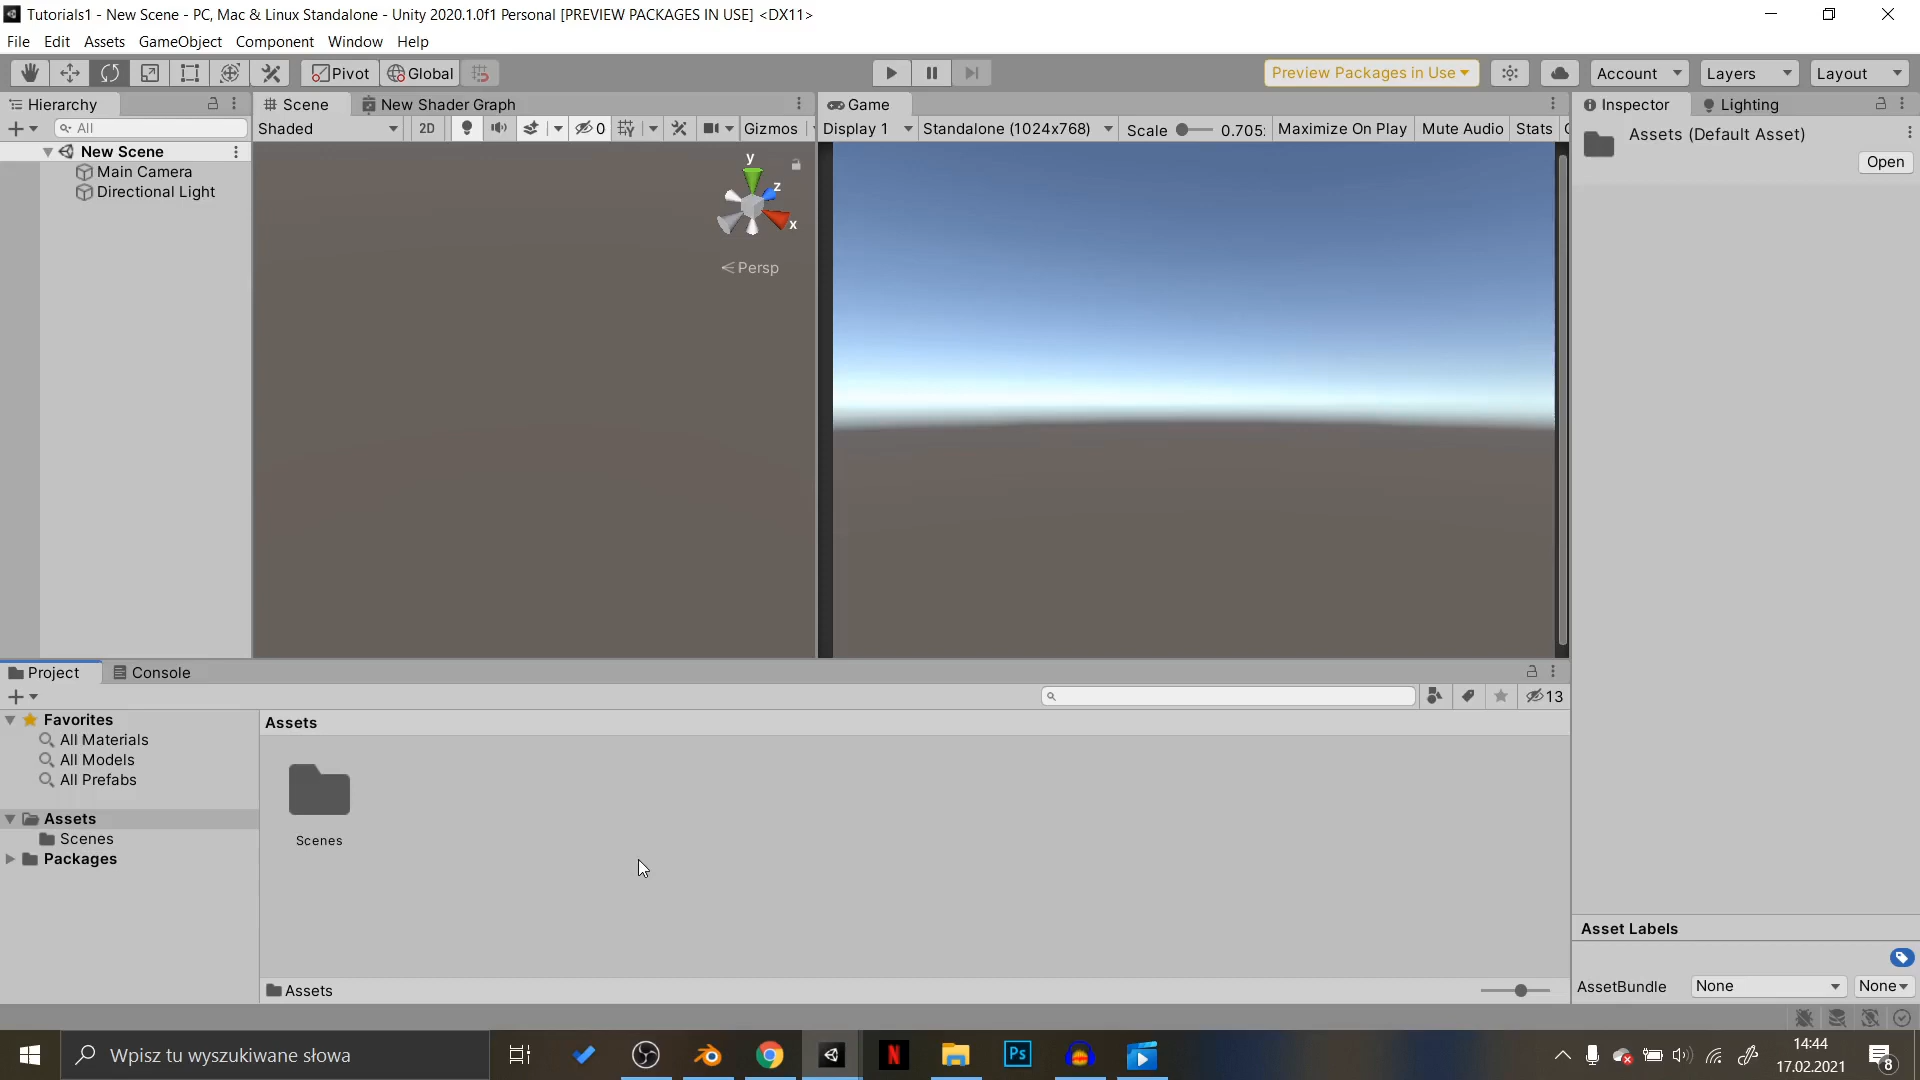 Tutorials1 - New Scene - PC, Mac & Linux Standalone - Unity 2020.1.0f1 Personal [PREVIEW PACKAGES IN USE] <DX11>
File Edit Assets GameObject Component Window Help
Pivot Global Preview Packages in Use Account Layers Layout
Hierarchy Scene New Shader Graph Game Inspector Lighting
All Shaded 2D 0 Gizmos Display 1 Standalone (1024x768) Scale 0.705: Maximize On Play Mute Audio Stats
Assets (Default Asset)
Open
New Scene
Main Camera
Directional Light
y
z
x
Persp
Project Console
13
Favorites
All Materials
All Models
All Prefabs
Assets
Scenes
Packages
Assets
Scenes
Assets
Asset Labels
AssetBundle None None
Wpisz tu wyszukiwane słowa
N
Ps
14:44
17.02.2021
8